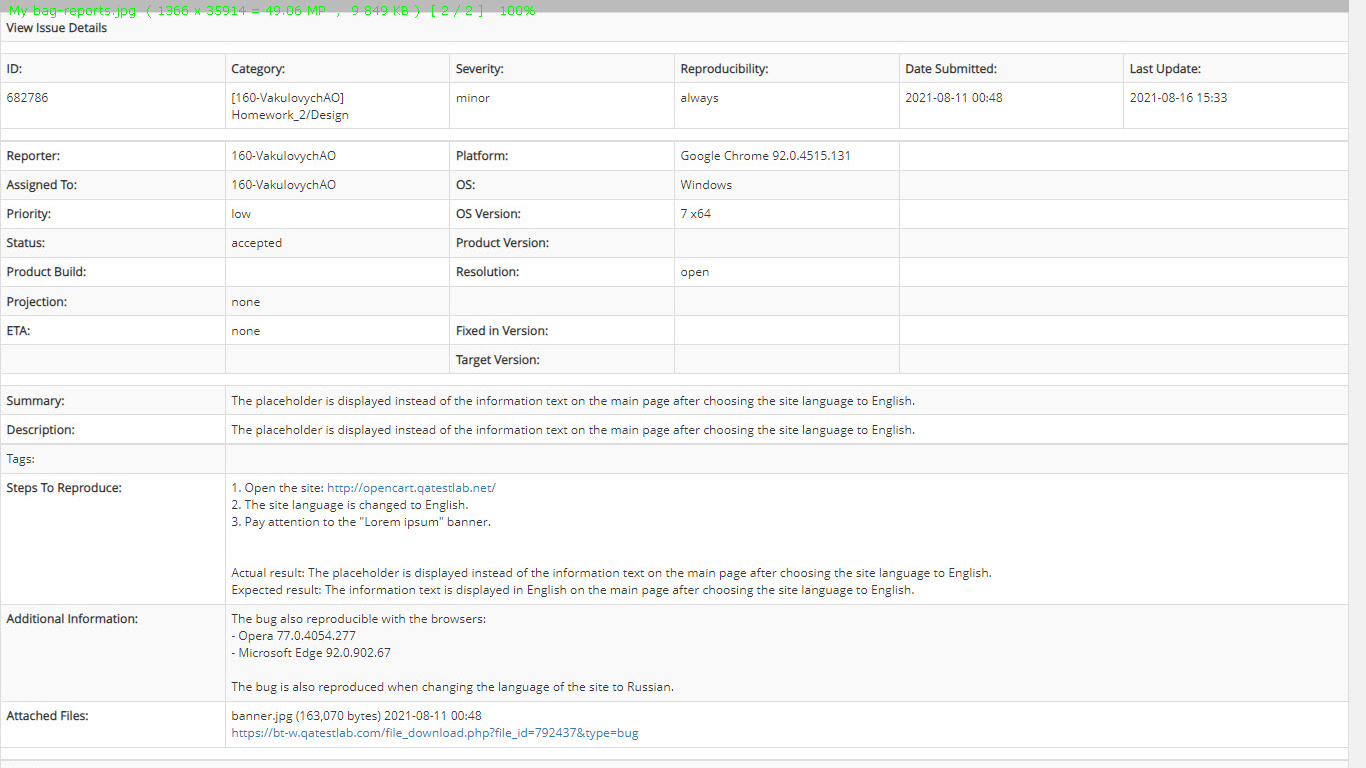 My bag-reports.jpg ( 1366 x 35914 = 49.06 MP , 9 849 KB ) [ 2 / 2 ] 100%
View Issue Details
ID: Category: Severity: Reproducibility: Date Submitted: Last Update:
682786 [160-VakulovychAO] minor always 2021-08-11 00:48 2021-08-16 15:33
Homework_2/Design
Reporter: 160-VakulovychAO Platform: Google Chrome 92.0.4515.131
Assigned To: 160-VakulovychAO OS: Windows
Priority: low OS Version: 7 x64
Status: accepted Product Version:
Product Build: Resolution: open
Projection: none
ETA: none Fixed in Version:
Target Version:
Summary: The placeholder is displayed instead of the information text on the main page after choosing the site language to English.
Description: The placeholder is displayed instead of the information text on the main page after choosing the site language to English.
Tags:
Steps To Reproduce: 1. Open the site: http://opencart.qatestlab.net/
2. The site language is changed to English.
3. Pay attention to the "Lorem ipsum" banner.
Actual result: The placeholder is displayed instead of the information text on the main page after choosing the site language to English.
Expected result: The information text is displayed in English on the main page after choosing the site language to English.
Additional Information: The bug also reproducible with the browsers:
- Opera 77.0.4054.277
- Microsoft Edge 92.0.902.67
The bug is also reproduced when changing the language of the site to Russian.
Attached Files: banner.jpg (163,070 bytes) 2021-08-11 00:48
https://bt-w.qatestlab.com/file_download.php?file_id=792437&type=bug